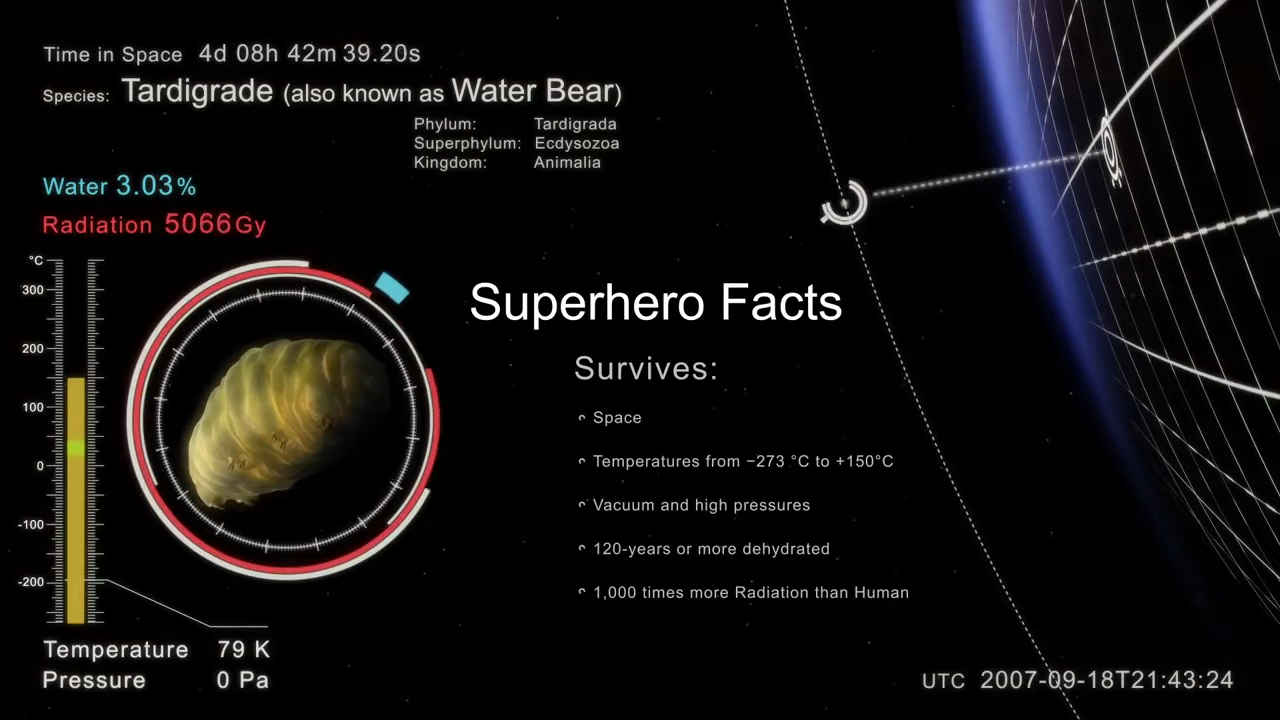 Time in Space 4d 08h 42m 39.20s
Species: Tardigrade (also known as Water Bear)
Phylum: Tardigrada
Superphylum: Ecdysozoa
Kingdom: Animalia
Water 3.03%
Radiation 5066Gy
°C
300
200
100
0
-100
-200
Superhero Facts
Survives:
Space
Temperatures from −273 °C to +150°C
Vacuum and high pressures
120-years or more dehydrated
1,000 times more Radiation than Human
Temperature 79 K
Pressure 0 Pa
UTC 2007-09-18T21:43:24